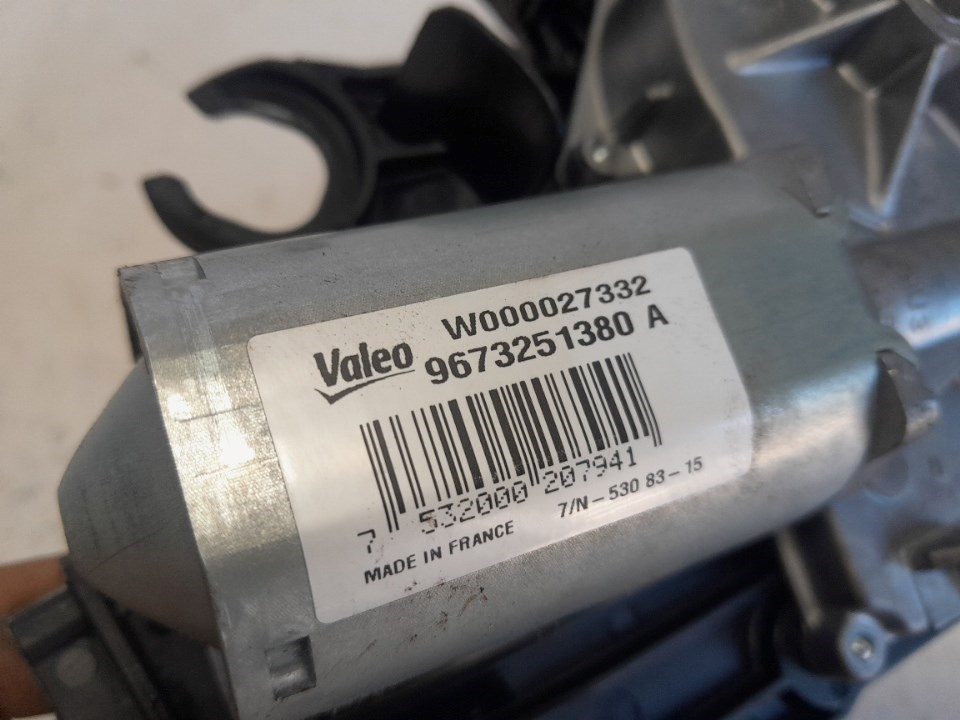 W000027332
Valeo 9673251380 A
7 532000 207941
MADE IN FRANCE 7/N-530 83-15